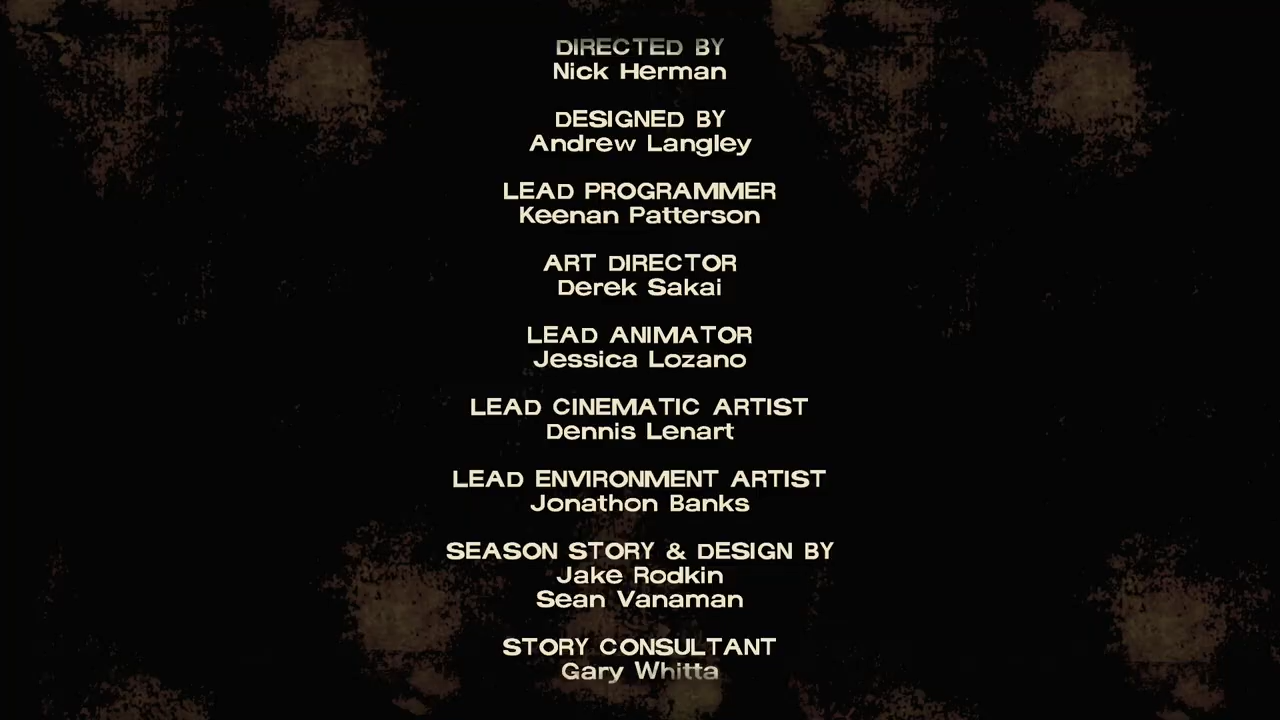 DIRECTED BY
Nick Herman
DESIGNED BY
Andrew Langley
LEAD PROGRAMMER
Keenan Patterson
ART DIRECTOR
Derek Sakai
LEAD ANIMATOR
Jessica Lozano
LEAD CINEMATIC ARTIST
Dennis Lenart
LEAD ENVIRONMENT ARTIST
Jonathon Banks
SEASON STORY & DESIGN BY
Jake Rodkin
Sean Vanaman
STORY CONSULTANT
Gary Whitta